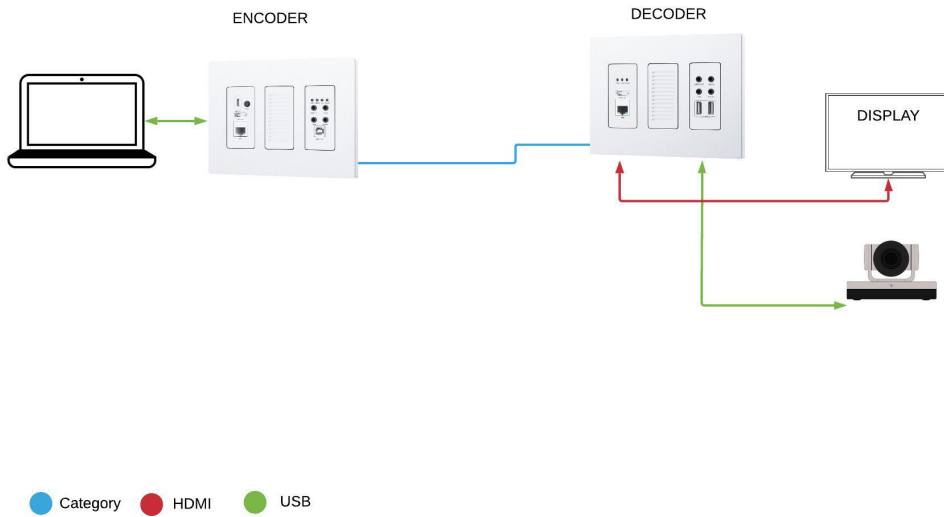 ENCODER
DECODER
DISPLAY
Category
HDMI
USB